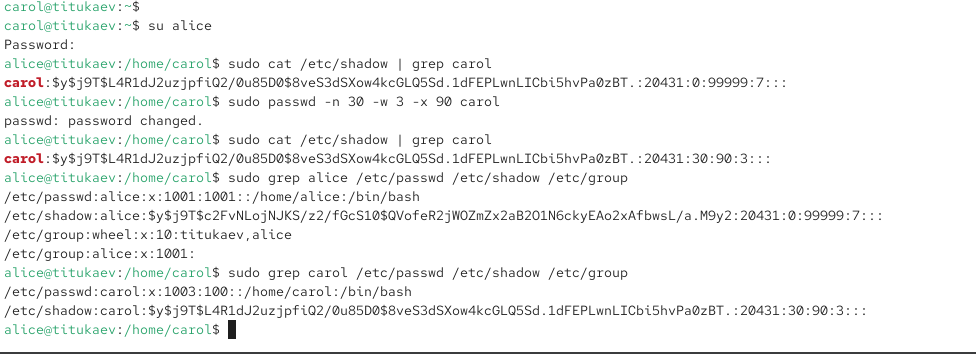 carol@titukaev:~$
carol@titukaev:~$ su alice
Password:
alice@titukaev:/home/carol$ sudo cat /etc/shadow | grep carol
carol:$y$j9T$L4R1dJ2uzjpfiQ2/0u85D0$8veS3dSXow4kcGLQ5Sd.1dFEPLwnLICbi5hvPa0zBT.:20431:0:99999:7:::
alice@titukaev:/home/carol$ sudo passwd -n 30 -w 3 -x 90 carol
passwd: password changed.
alice@titukaev:/home/carol$ sudo cat /etc/shadow | grep carol
carol:$y$j9T$L4R1dJ2uzjpfiQ2/0u85D0$8veS3dSXow4kcGLQ5Sd.1dFEPLwnLICbi5hvPa0zBT.:20431:30:90:3:::
alice@titukaev:/home/carol$ sudo grep alice /etc/passwd /etc/shadow /etc/group
/etc/passwd:alice:x:1001:1001::/home/alice:/bin/bash
/etc/shadow:alice:$y$j9T$c2FvNLojNJKS/z2/fGcS10$QVofeR2jWOZmZx2aB2O1N6ckyEAo2xAfbwsL/a.M9y2:20431:0:99999:7:::
/etc/group:wheel:x:10:titukaev,alice
/etc/group:alice:x:1001:
alice@titukaev:/home/carol$ sudo grep carol /etc/passwd /etc/shadow /etc/group
/etc/passwd:carol:x:1003:100::/home/carol:/bin/bash
/etc/shadow:carol:$y$j9T$L4R1dJ2uzjpfiQ2/0u85D0$8veS3dSXow4kcGLQ5Sd.1dFEPLwnLICbi5hvPa0zBT.:20431:30:90:3:::
alice@titukaev:/home/carol$